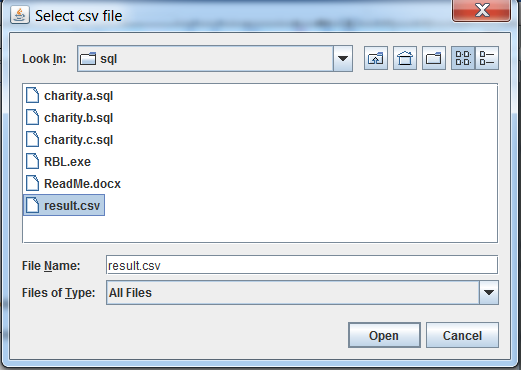 Select csv file
Look In: sql
charity.a.sql
charity.b.sql
charity.c.sql
RBL.exe
ReadMe.docx
result.csv
File Name: result.csv
Files of Type: All Files
Open Cancel